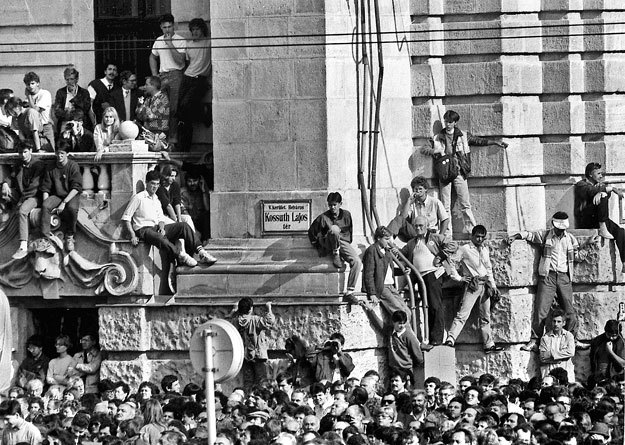 V. kerület. Belváros
Kossuth Lajos
tér